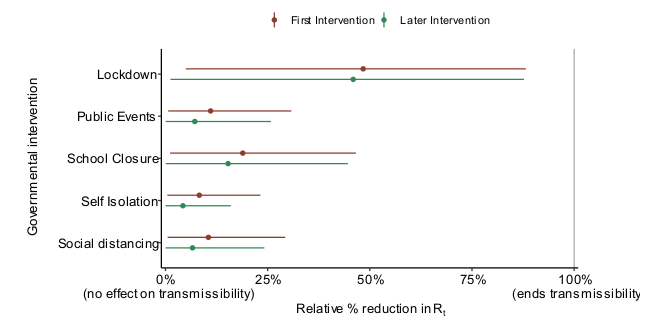 First Intervention Later Intervention
Governmental intervention
Lockdown
Public Events
School Closure
Self Isolation
Social distancing
0% 25% 50% 75% 100%
(no effect on transmissibility) (ends transmissibility
Relative % reduction in Rt